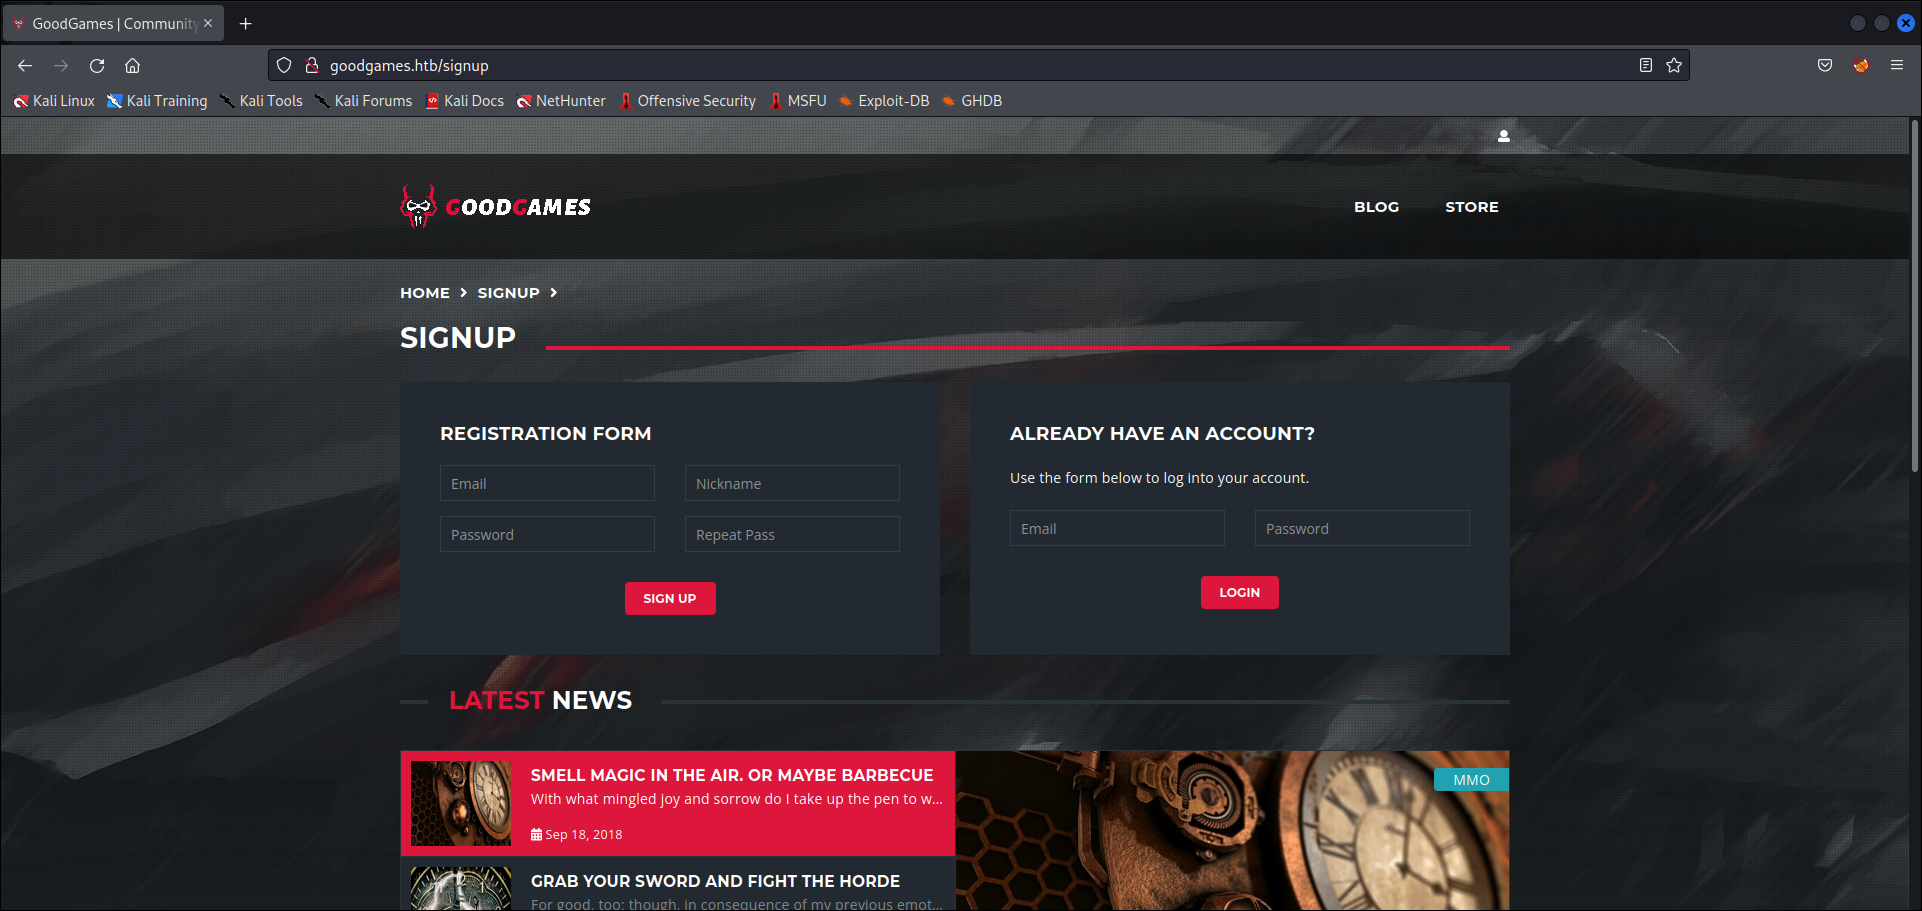 GoodGames | Community
goodgames.htb/signup
Kali Linux Kali Training Kali Tools Kali Forums Kali Docs NetHunter Offensive Security MSFU Exploit-DB GHDB
GOODGAMES
BLOG STORE
HOME SIGNUP
SIGNUP
REGISTRATION FORM
Email Nickname
Password Repeat Pass
SIGN UP
ALREADY HAVE AN ACCOUNT?
Use the form below to log into your account.
Email Password
LOGIN
LATEST NEWS
SMELL MAGIC IN THE AIR. OR MAYBE BARBECUE
With what mingled joy and sorrow do I take up the pen to w...
Sep 18, 2018
MMO
GRAB YOUR SWORD AND FIGHT THE HORDE
For good, too; though, in consequence of my previous emot...